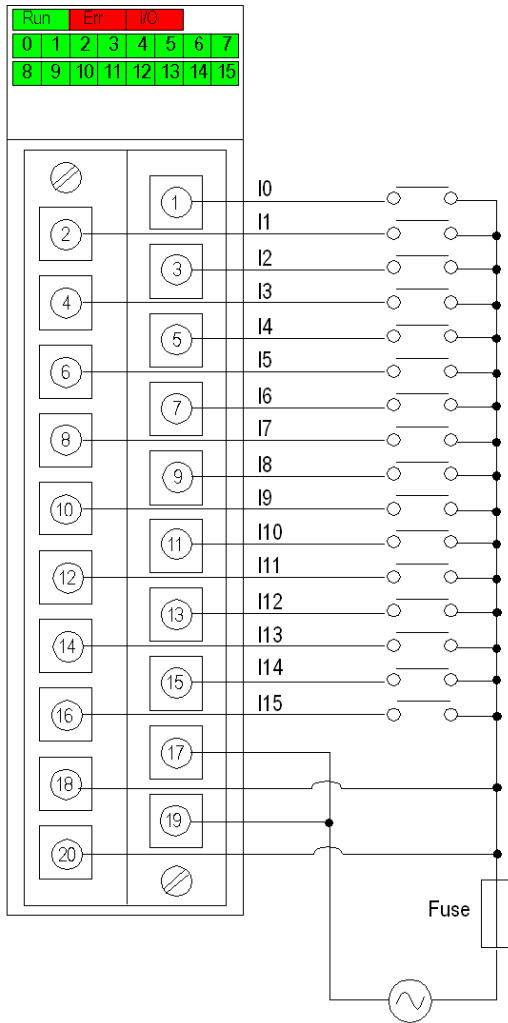 Run Err I/O
0 1 2 3 4 5 6 7
8 9 10 11 12 13 14 15
1 I0
2 I1
3 I2
4 I3
5 I4
6 I5
7 I6
8 I7
9 I8
10 I9
11 I10
12 I11
13 I12
14 I13
15 I14
16 I15
17
18
19
20
Fuse